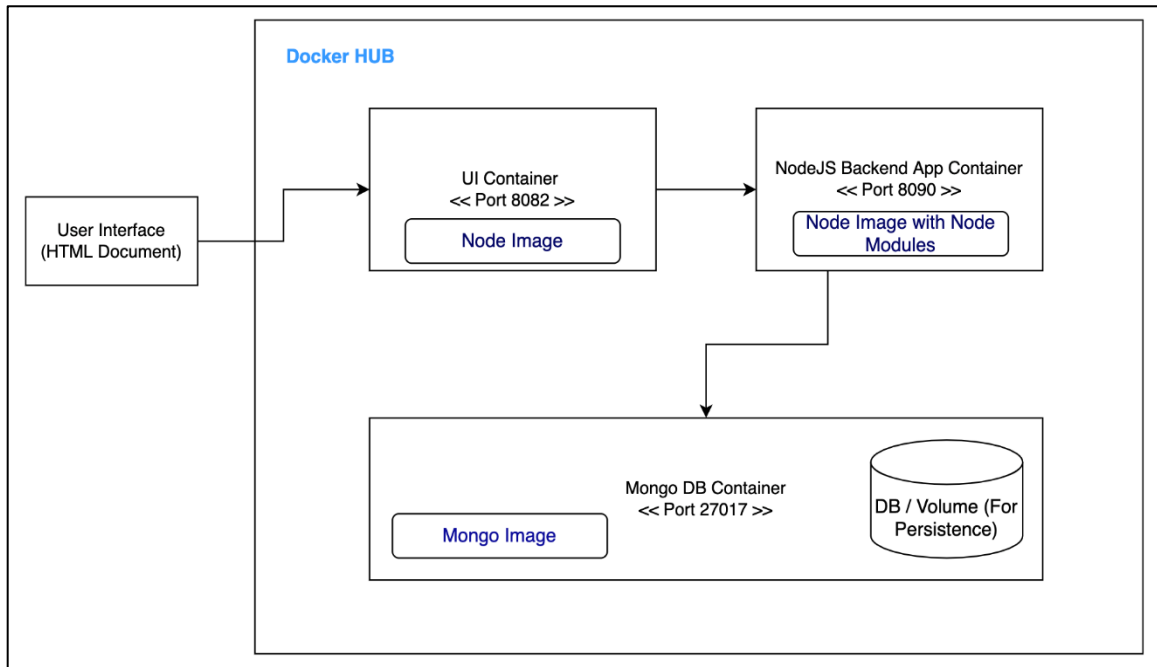 Docker HUB
User Interface
(HTML Document)
UI Container
<< Port 8082 >>
Node Image
NodeJS Backend App Container
<< Port 8090 >>
Node Image with Node
Modules
Mongo DB Container
<< Port 27017 >>
Mongo Image
DB / Volume (For
Persistence)